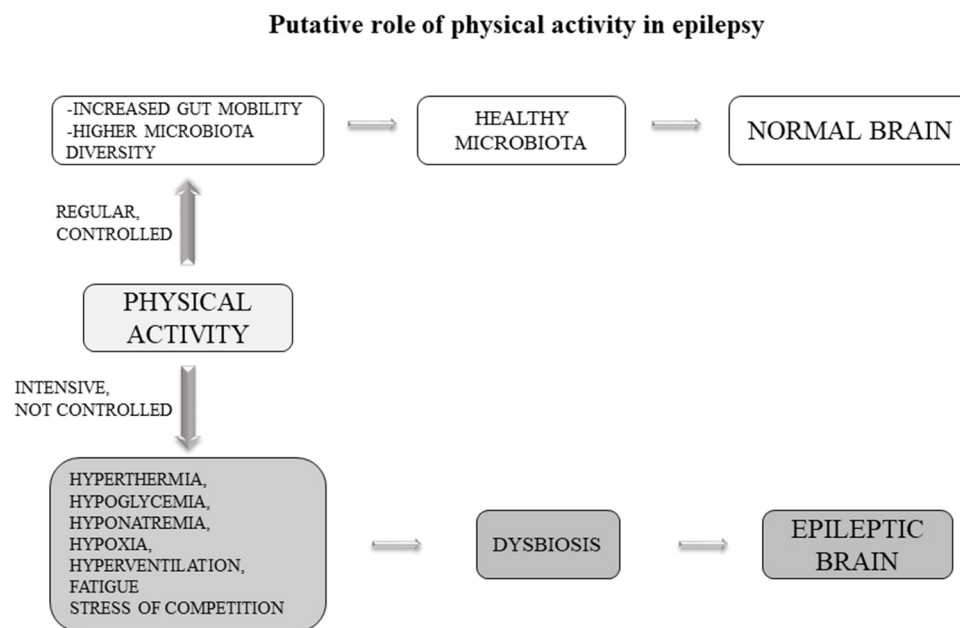 Putative role of physical activity in epilepsy
-INCREASED GUT MOBILITY
-HIGHER MICROBIOTA
DIVERSITY
HEALTHY
MICROBIOTA
NORMAL BRAIN
REGULAR,
CONTROLLED
PHYSICAL
ACTIVITY
INTENSIVE,
NOT CONTROLLED
HYPERTHERMIA,
HYPOGLYCEMIA,
HYPONATREMIA,
HYPOXIA,
HYPERVENTILATION,
FATIGUE
STRESS OF COMPETITION
DYSBIOSIS
EPILEPTIC
BRAIN